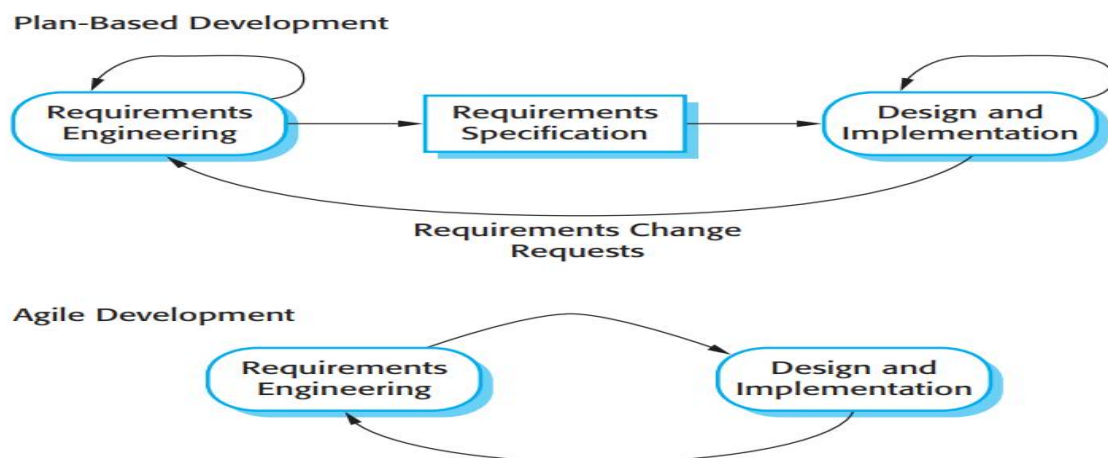 Plan-Based Development
Requirements
Engineering
Requirements
Specification
Design and
Implementation
Requirements Change
Requests
Agile Development
Requirements
Engineering
Design and
Implementation